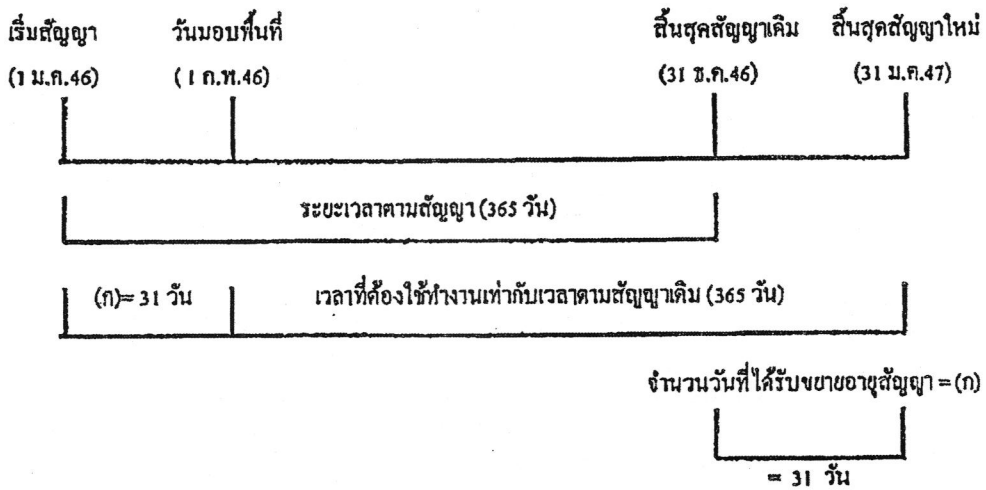 เริ่มสัญญา วันมอบพื้นที่ สิ้นสุดสัญญาเดิม สิ้นสุดสัญญาใหม่
(1 ม.ค.46) (1 ก.พ.46) (31 ธ.ค.46) (31 ม.ค.47)
ระยะเวลาตามสัญญา (365 วัน)
(ก)= 31 วัน เวลาที่ต้องใช้ทำงานเท่ากับเวลาตามสัญญาเดิม (365 วัน)
จำนวนวันที่ได้รับขยายอายุสัญญา = (ก)
= 31 วัน